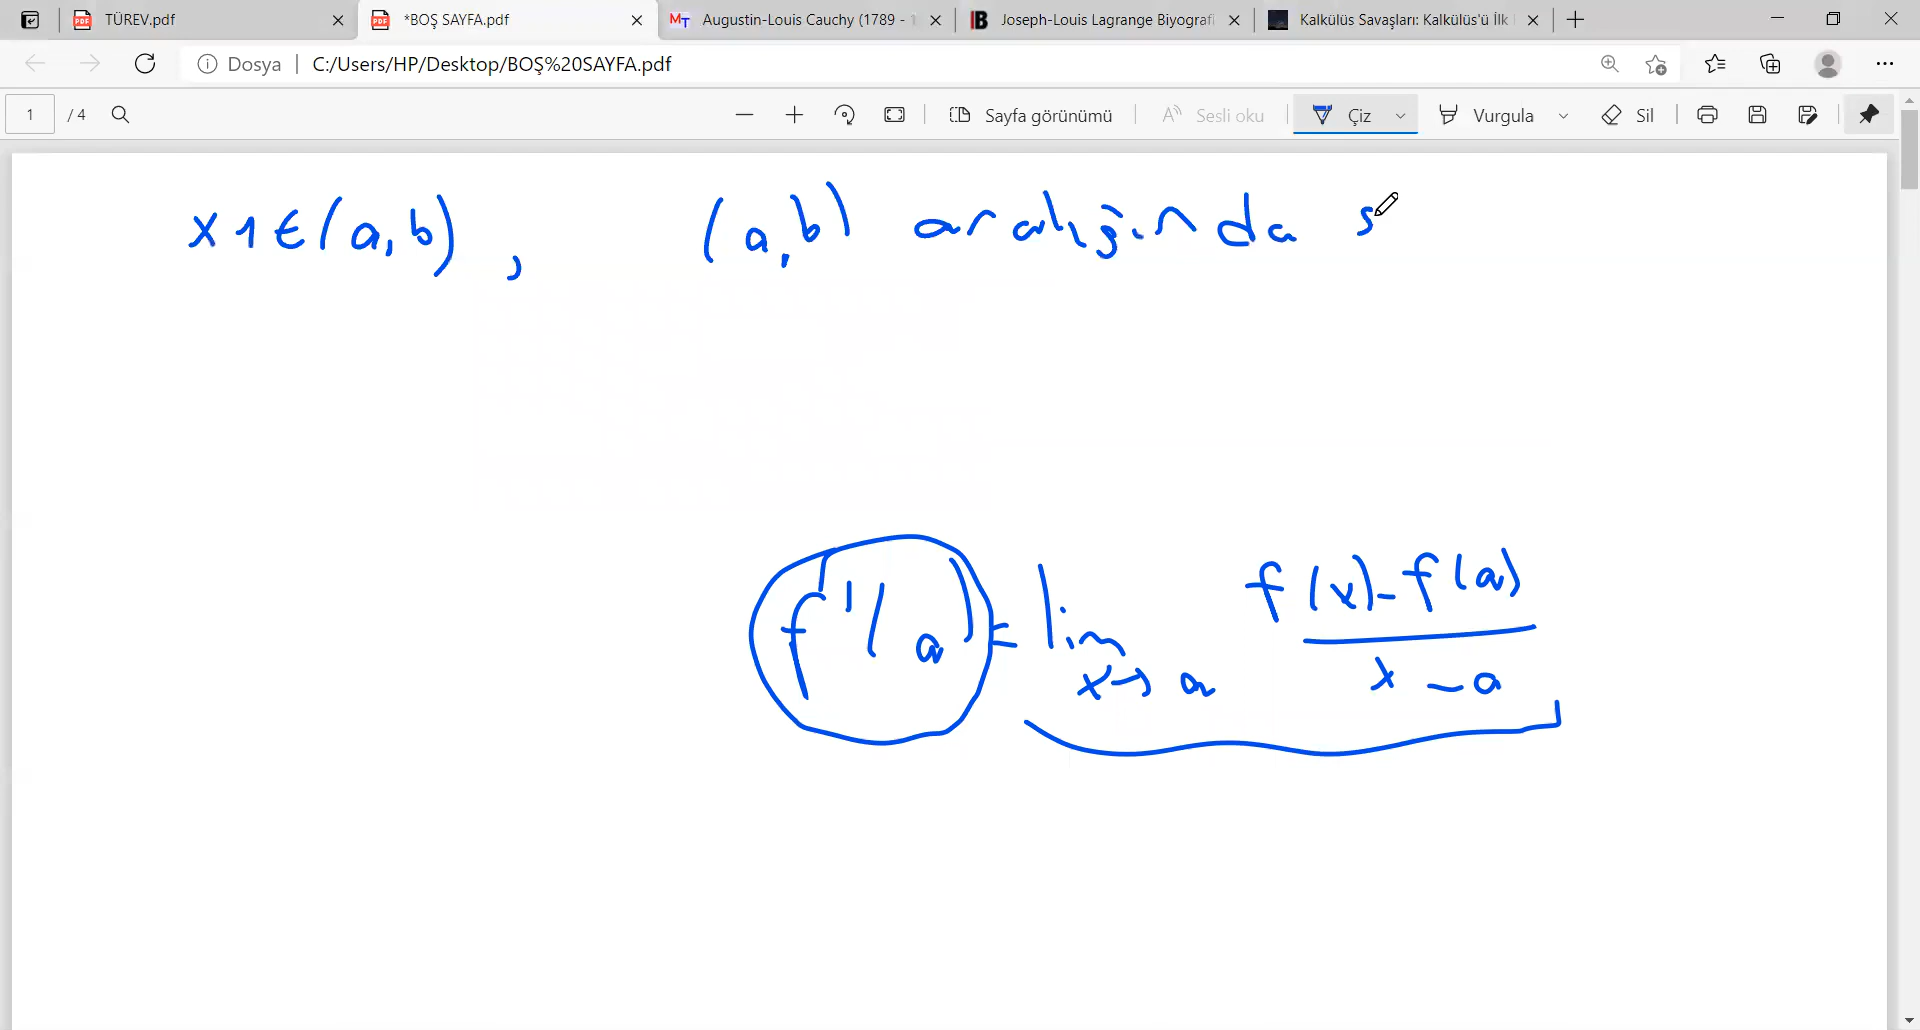 TÜREV.pdf
*BOŞ SAYFA.pdf
Augustin-Louis Cauchy (1789 - 1
Joseph-Louis Lagrange Biyografi
Kalkülüs Savaşları: Kalkülüs'ü İlk
Dosya | C:/Users/HP/Desktop/BOŞ%20SAYFA.pdf
1 / 4 Sayfa görünümü Sesli oku Çiz Vurgula Sil
x1∈(a,b), (a,b) aralığında s
f'(a) = lim x→a f(x)-f(a)
x-a